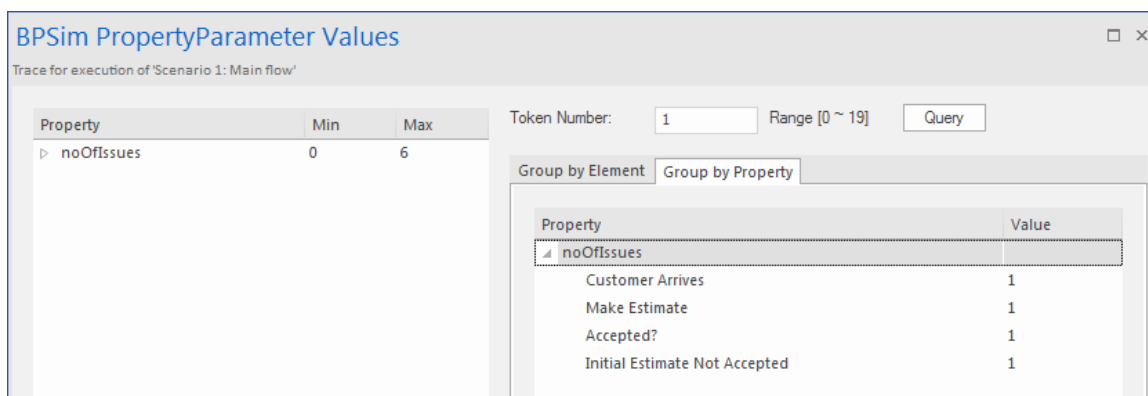 BPSim PropertyParameter Values
Trace for execution of 'Scenario 1: Main flow'
Property Min Max
noOfIssues 0 6
Token Number: 1 Range [0 ~ 19] Query
Group by Element Group by Property
Property Value
noOfIssues
Customer Arrives 1
Make Estimate 1
Accepted? 1
Initial Estimate Not Accepted 1